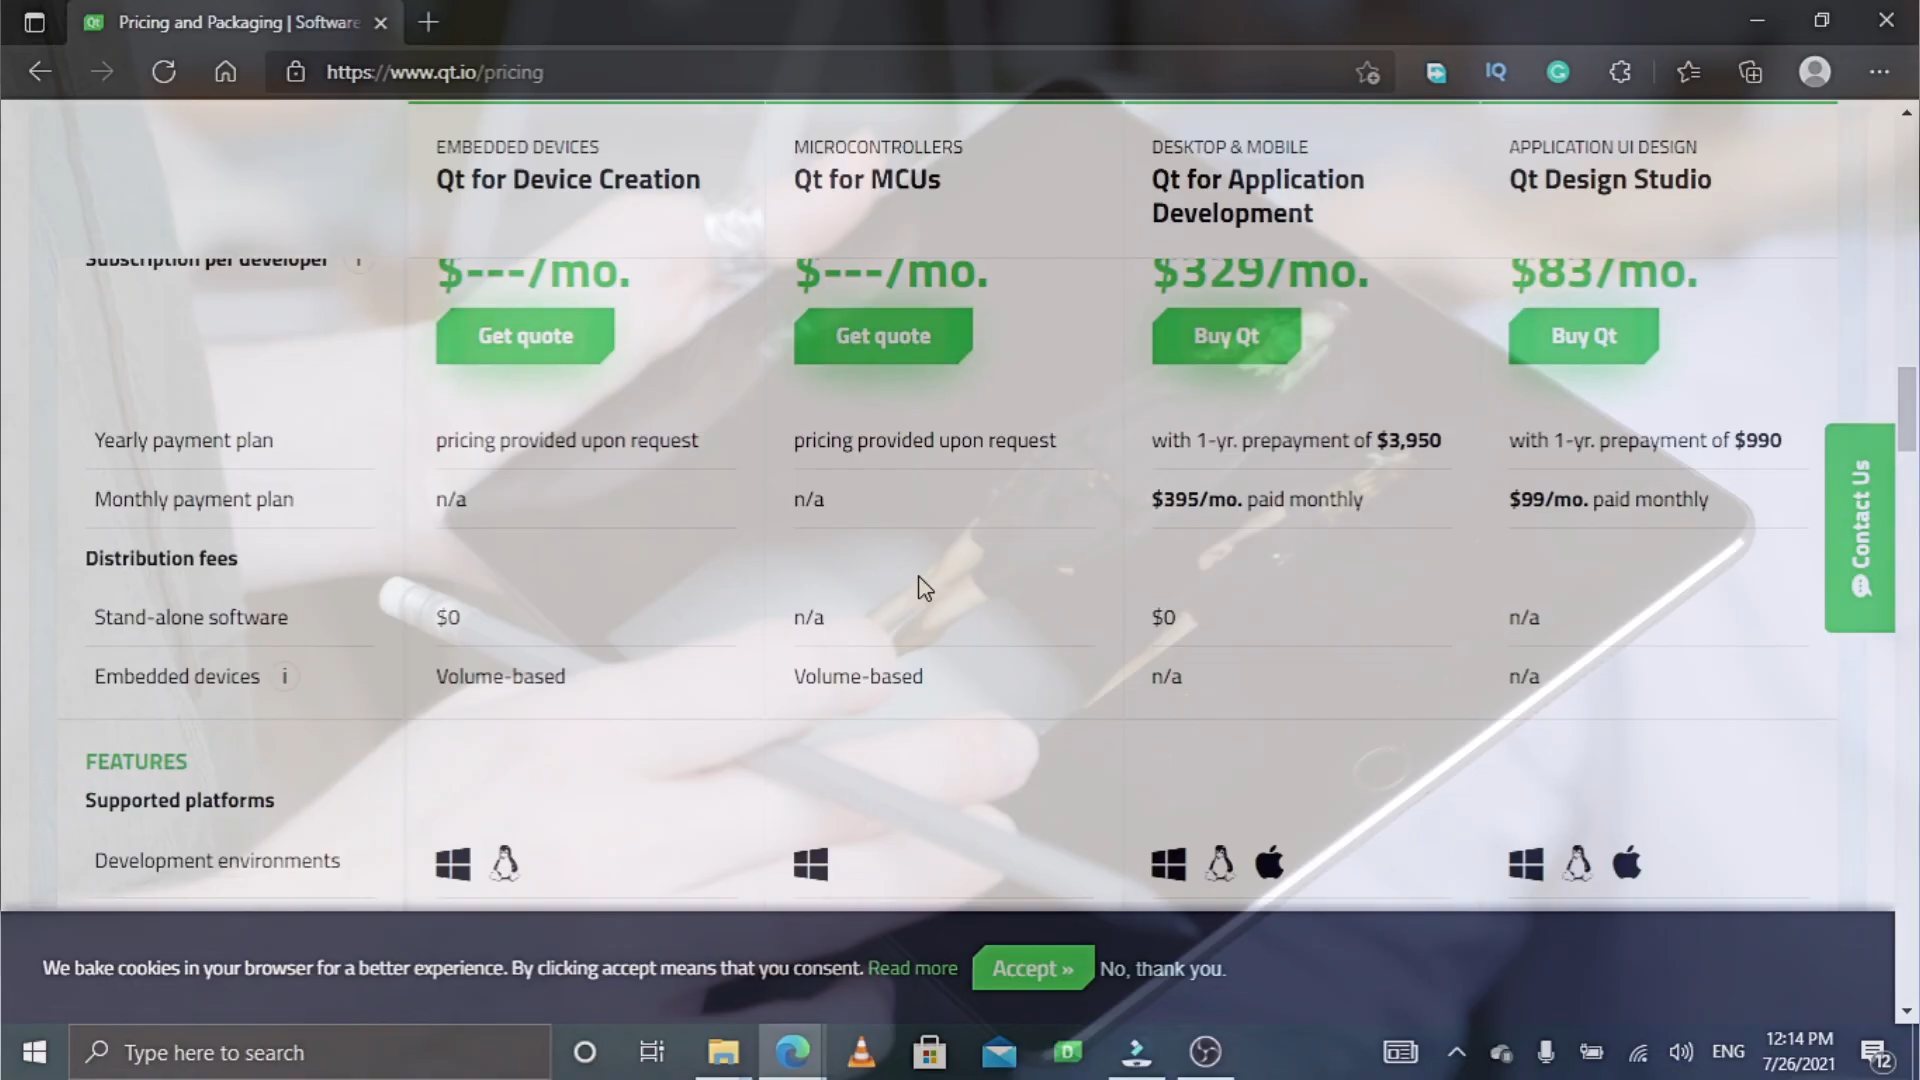 Pricing and Packaging | Software
https://www.qt.io/pricing
EMBEDDED DEVICES
Qt for Device Creation
MICROCONTROLLERS
Qt for MCUs
DESKTOP & MOBILE
Qt for Application
Development
APPLICATION UI DESIGN
Qt Design Studio
Subscription per developer i
$---/mo.
$---/mo.
$329/mo.
$83/mo.
Get quote
Get quote
Buy Qt
Buy Qt
Yearly payment plan
pricing provided upon request
pricing provided upon request
with 1-yr. prepayment of $3,950
with 1-yr. prepayment of $990
Monthly payment plan
n/a
n/a
$395/mo. paid monthly
$99/mo. paid monthly
Contact Us
Distribution fees
Stand-alone software
$0
n/a
$0
n/a
Embedded devices i
Volume-based
Volume-based
n/a
n/a
FEATURES
Supported platforms
Development environments
We bake cookies in your browser for a better experience. By clicking accept means that you consent. Read more
Accept »
No, thank you.
Type here to search
ENG
12:14 PM
7/26/2021
12